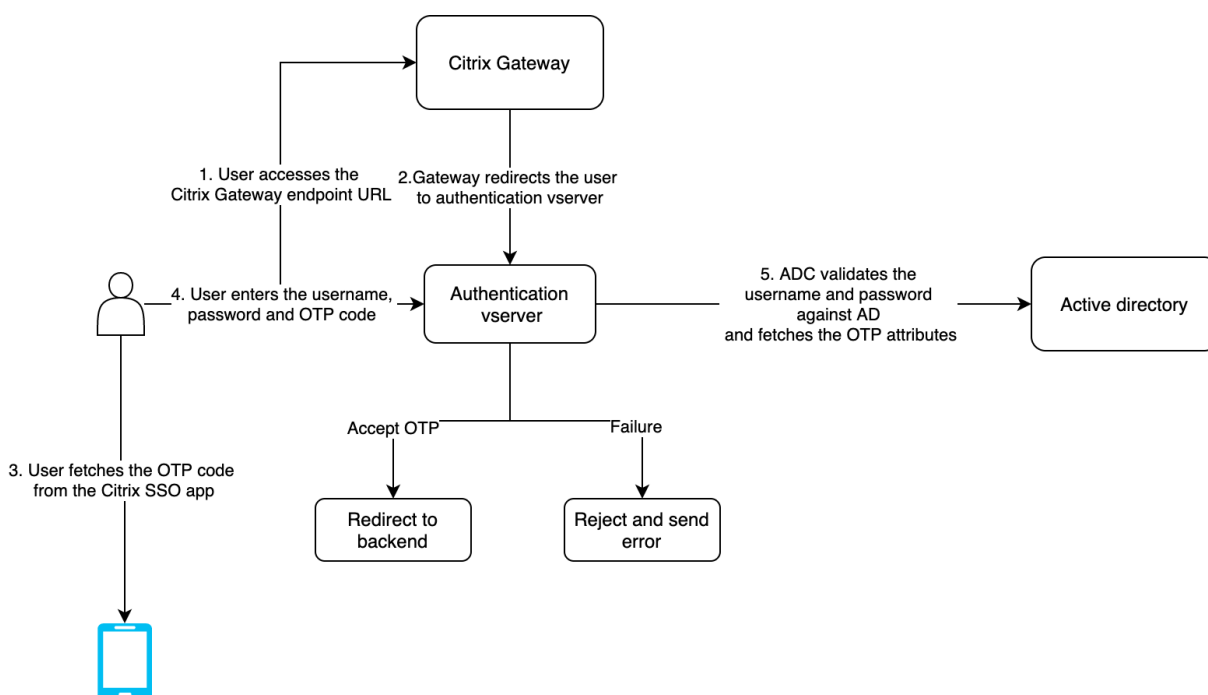 Citrix Gateway
1. User accesses the
Citrix Gateway endpoint URL
2.Gateway redirects the user
to authentication vserver
4. User enters the username,
password and OTP code
Authentication
vserver
5. ADC validates the
username and password
against AD
and fetches the OTP attributes
Active directory
Accept OTP
Failure
3. User fetches the OTP code
from the Citrix SSO app
Redirect to
backend
Reject and send
error